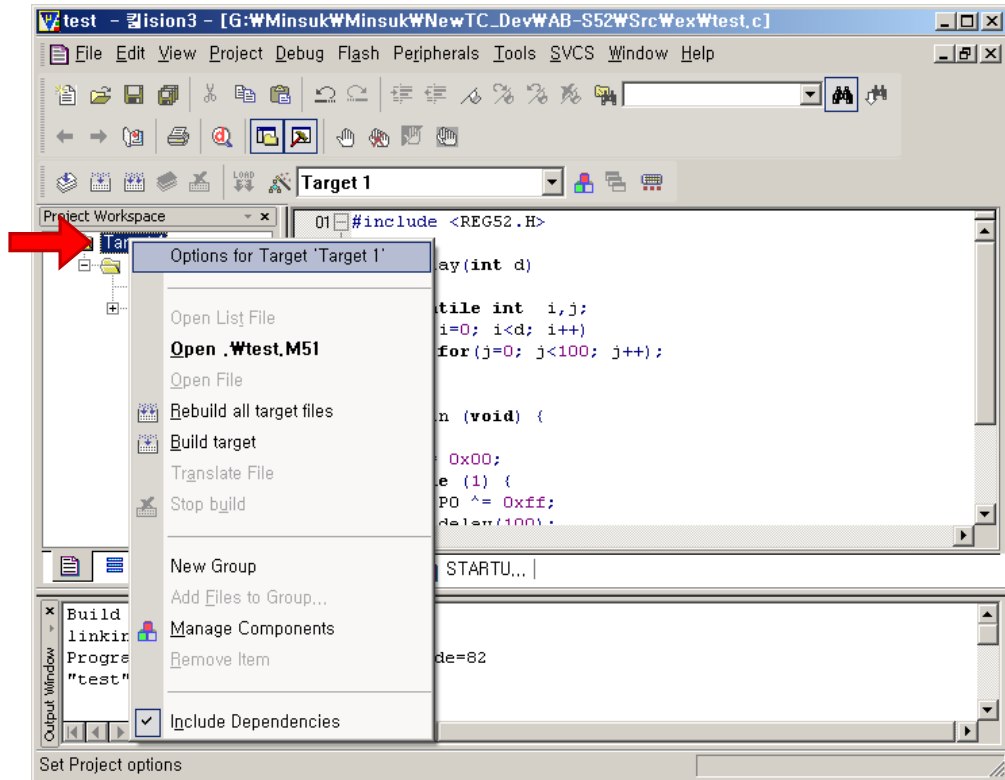 test - 킬ision3 - [G:₩Minsuk₩Minsuk₩NewTC_Dev₩AB-S52₩Src₩ex₩test,c]
File Edit View Project Debug Flash Peripherals Tools SVCS Window Help
LOAD
Target 1
Project Workspace
Tar
01 #include <REG52.H>
Options for Target 'Target 1'
ay(int d)
Open List File
tile int i,j;
i=0; i<d; i++)
Open .₩test,M51
for(j=0; j<100; j++);
Open File
Rebuild all target files
n (void) {
Build target
0x00;
Translate File
e (1) {
Stop build
P0 ^= 0xff;
delay(100);
New Group
STARTU...
Add Files to Group...
Build
Manage Components
linkin
Remove Item
Progra
de=82
"test"
Include Dependencies
Output Window
Set Project options